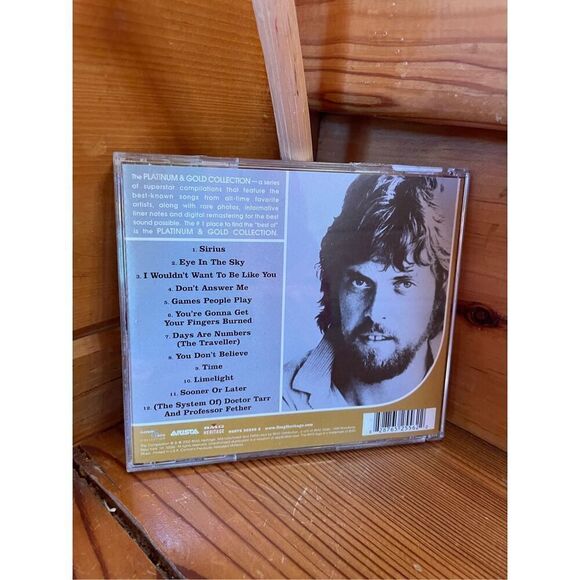 The PLATINUM & GOLD COLLECTION—a series
of superstar compilations that feature the
best-known songs from all-time favorite
artists, along with rare photos, informative
liner notes and digital remastering for the best
sound possible. The #1 place to find the "best of"
is the PLATINUM & GOLD COLLECTION.
1. Sirius
2. Eye In The Sky
3. I Wouldn't Want To Be Like You
4. Don't Answer Me
5. Games People Play
6. You're Gonna Get
Your Fingers Burned
7. Days Are Numbers
(The Traveller)
8. You Don't Believe
9. Time
10. Limelight
11. Sooner Or Later
12. (The System Of) Doctor Tarr
And Professor Fether
ARISTA
BMG
HERITAGE
www.bmgheritage.com